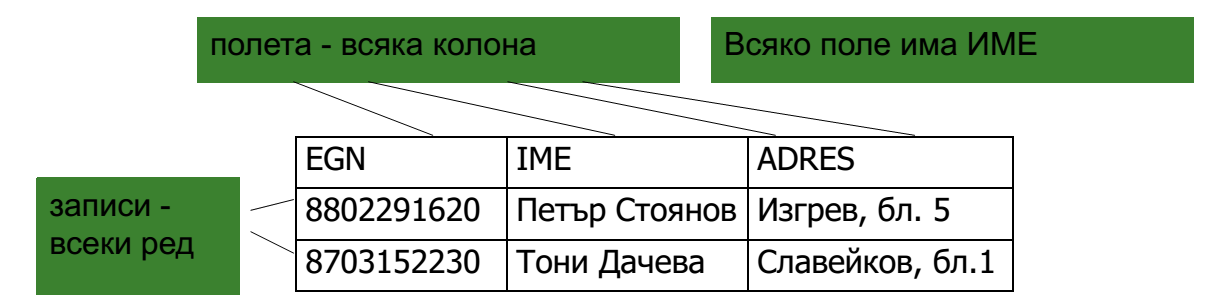 полета - всяка колона
Всяко поле има ИМЕ
EGN IME ADRES
записи -
всеки ред
8802291620 Петър Стоянов Изгрев, бл. 5
8703152230 Тони Дачева Славейков, бл.1